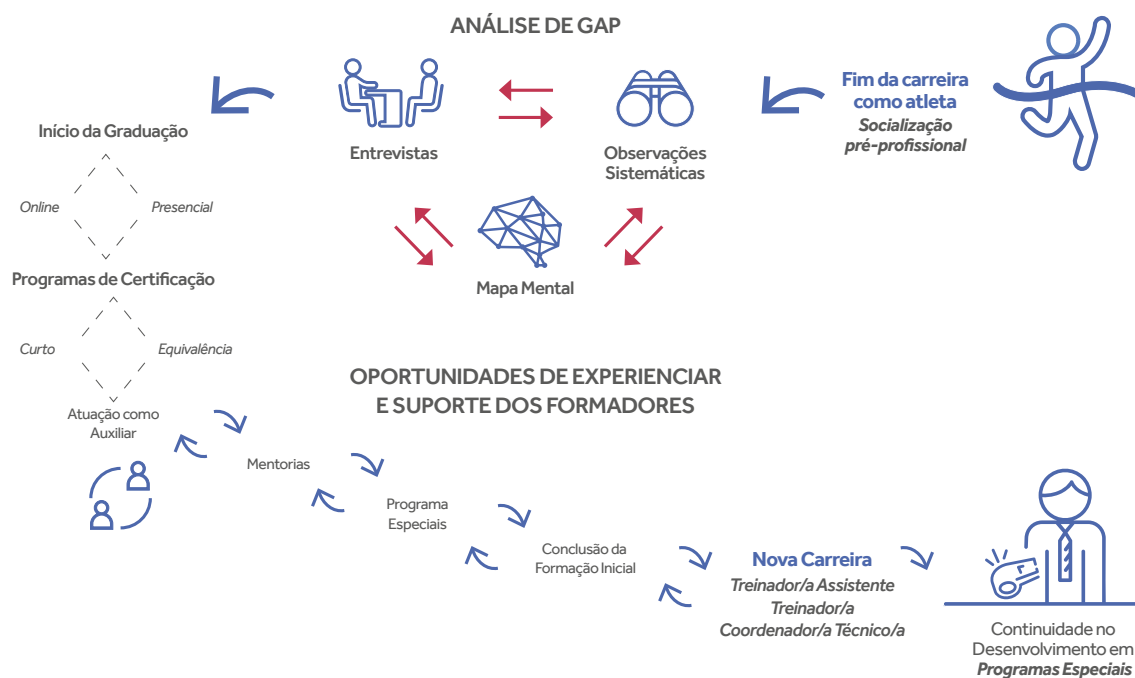 ANÁLISE DE GAP
Fim da carreira
como atleta
Socialização
pré-profissional
Observações
Sistemáticas
Entrevistas
Mapa Mental
Início da Graduação
Online
Presencial
Programas de Certificação
Curto
Equivalência
Atuação como
Auxiliar
OPORTUNIDADES DE EXPERIENCIAR
E SUPORTE DOS FORMADORES
Mentorias
Programa
Especiais
Conclusão da
Formação Inicial
Nova Carreira
Treinador/a Assistente
Treinador/a
Coordenador/a Técnico/a
Continuidade no
Desenvolvimento em
Programas Especiais